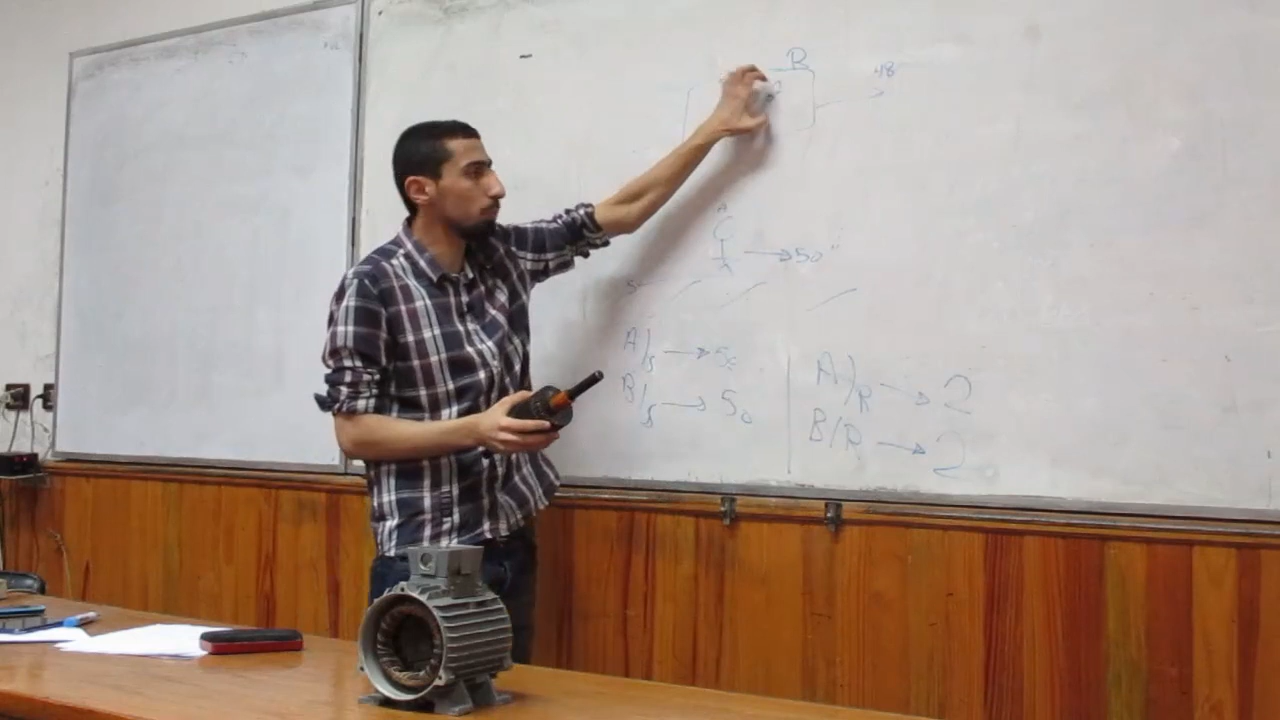 B
48
A
→50
A/s → 50
B/s → 50
A/R → 2
B/R → 2